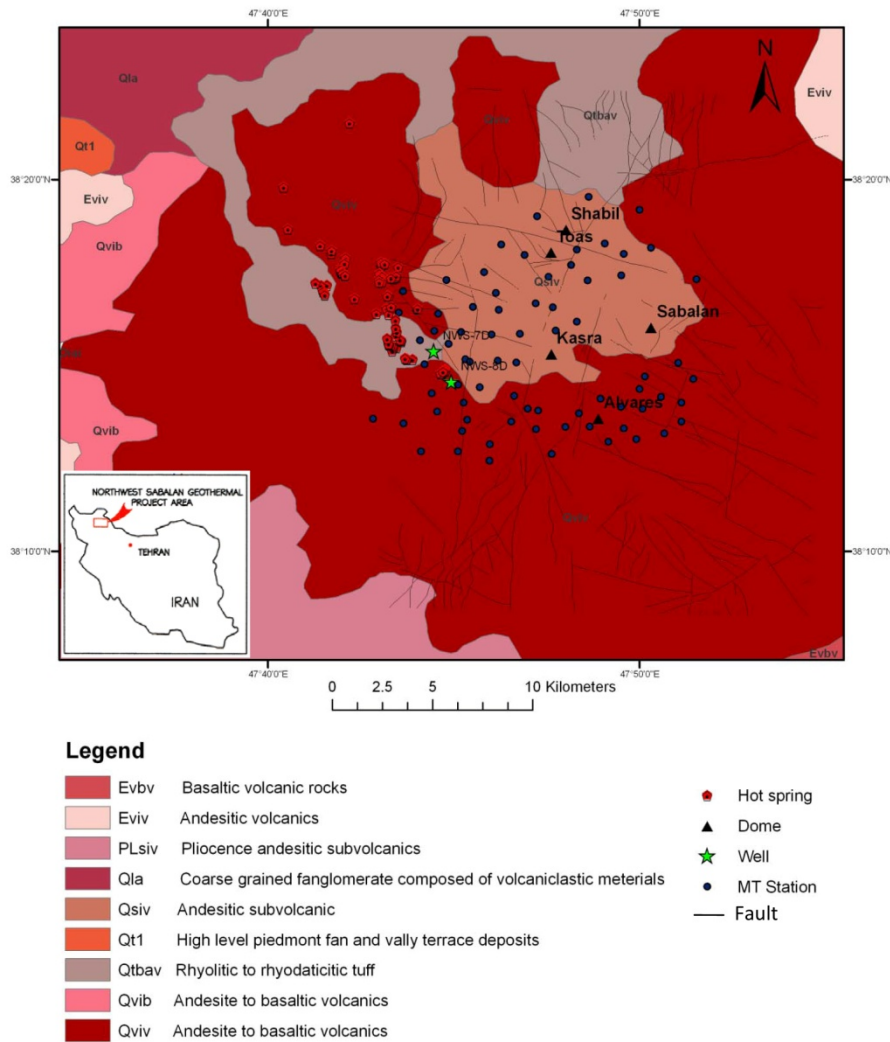 47°40'0"E
47°50'0"E
N
Qla
Eviv
Qtbav
Qt1
38°20'0"N
38°20'0"N
Eviv
Shabil
Qvib
Toas
Qsiv
Sabalan
NWS-7D
Kasra
NWS-8D
Alvares
Qvib
NORTHWEST SABALAN GEOTHERMAL
PROJECT AREA
TEHRAN
IRAN
38°10'0"N
38°10'0"N
Evbv
47°40'0"E
47°50'0"E
0 2.5 5 10 Kilometers
Legend
Evbv Basaltic volcanic rocks
Eviv Andesitic volcanics
PLsiv Pliocence andesitic subvolcanics
Qla Coarse grained fanglomerate composed of volcaniclastic materials
Qsiv Andesitic subvolcanic
Qt1 High level piedmont fan and vally terrace deposits
Qtbav Rhyolitic to rhyodaticitic tuff
Qvib Andesite to basaltic volcanics
Qviv Andesite to basaltic volcanics
Hot spring
Dome
Well
MT Station
Fault